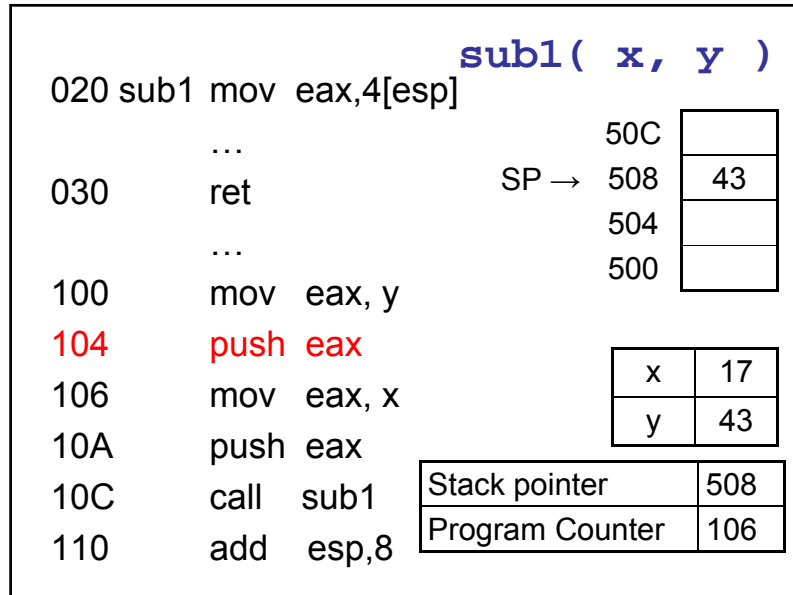 sub1( x, y )
020 sub1 mov eax,4[esp]
…
030 ret
…
100 mov eax, y
104 push eax
106 mov eax, x
10A push eax
10C call sub1
110 add esp,8
50C
SP → 508 43
504
500
x 17
y 43
Stack pointer 508
Program Counter 106